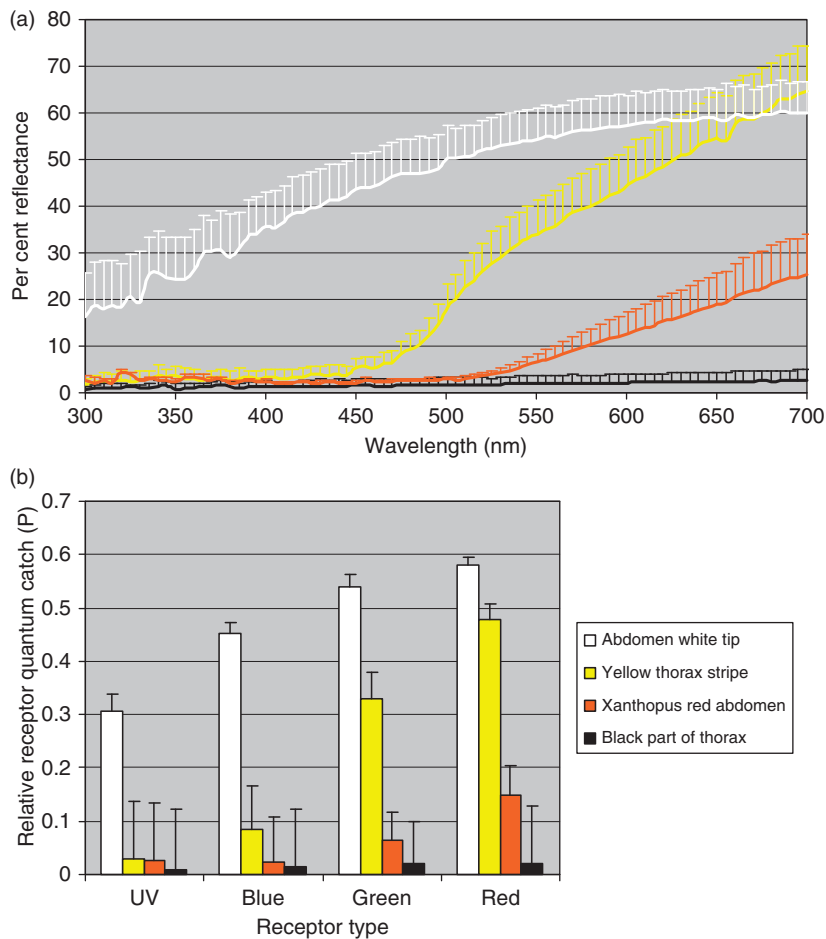 (a)
80
70
60
50
40
30
20
10
0
Per cent reflectance
300 350 400 450 500 550 600 650 700
Wavelength (nm)
(b)
0.7
0.6
0.5
0.4
0.3
0.2
0.1
0
Relative receptor quantum catch (P)
UV Blue Green Red
Receptor type
Abdomen white tip
Yellow thorax stripe
Xanthopus red abdomen
Black part of thorax